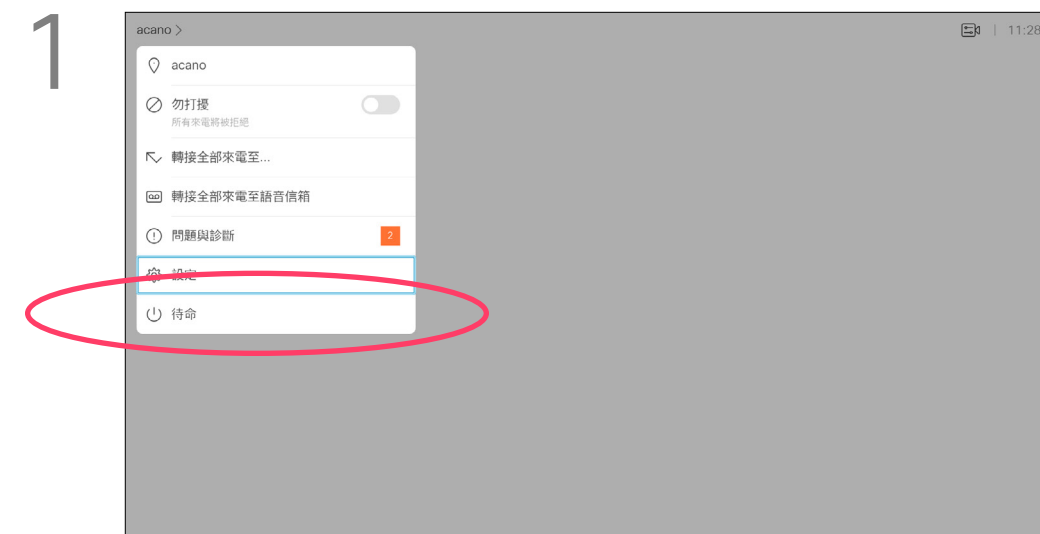 1
acano >
11:28
acano
勿打擾
所有來電將被拒絕
轉接全部來電至...
轉接全部來電至語音信箱
問題與診斷
2
設定
待命